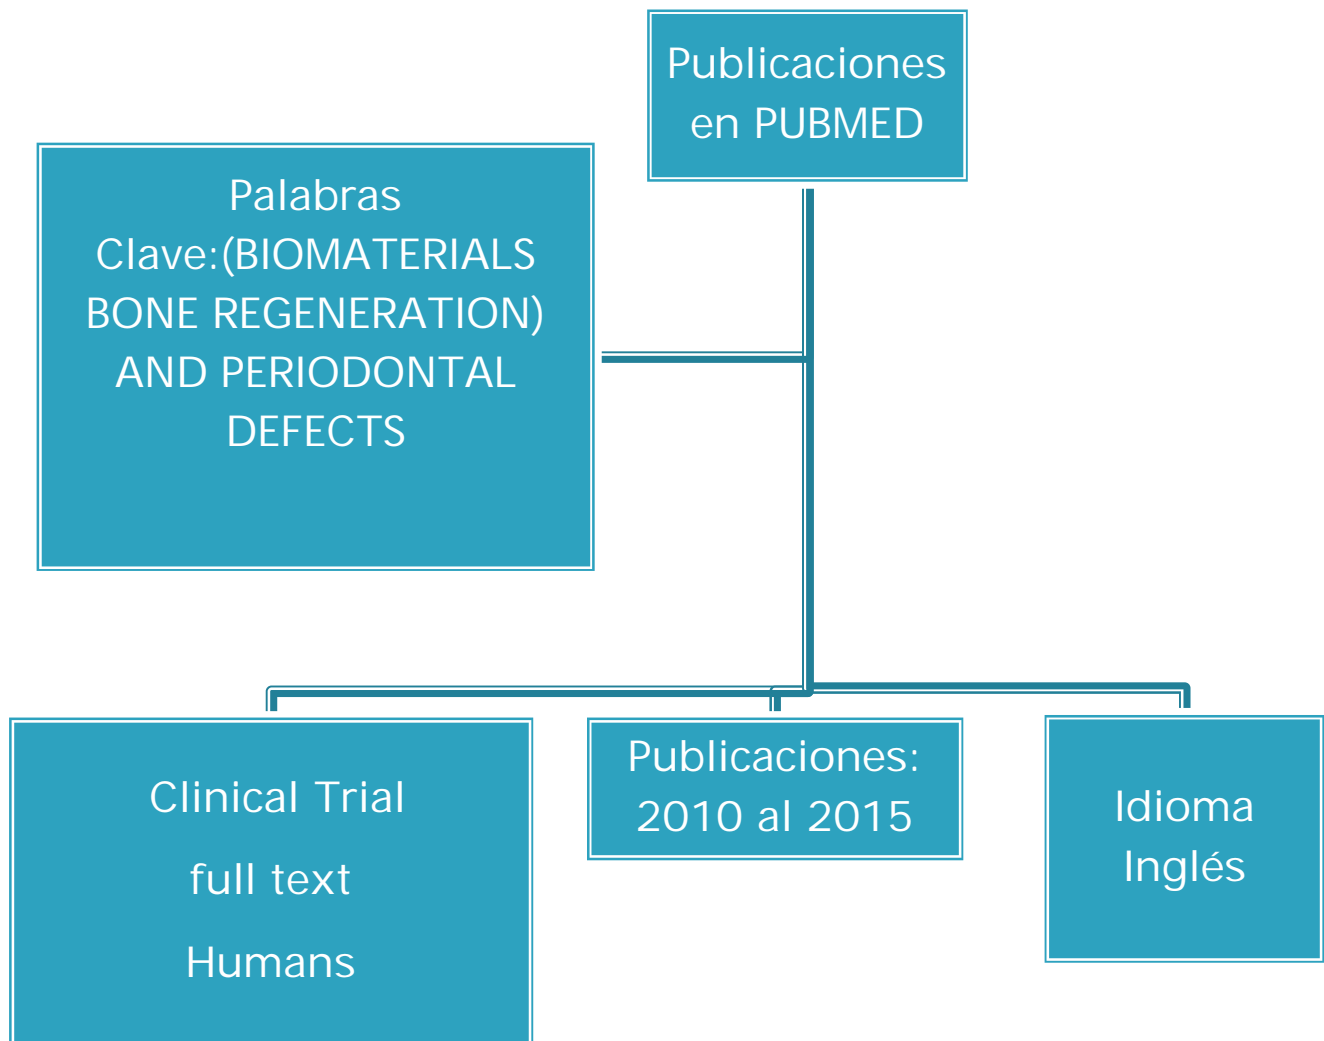 Publicaciones
en PUBMED
Palabras
Clave:(BIOMATERIALS
BONE REGENERATION)
AND PERIODONTAL
DEFECTS
Clinical Trial
full text
Humans
Publicaciones:
2010 al 2015
Idioma
Inglés